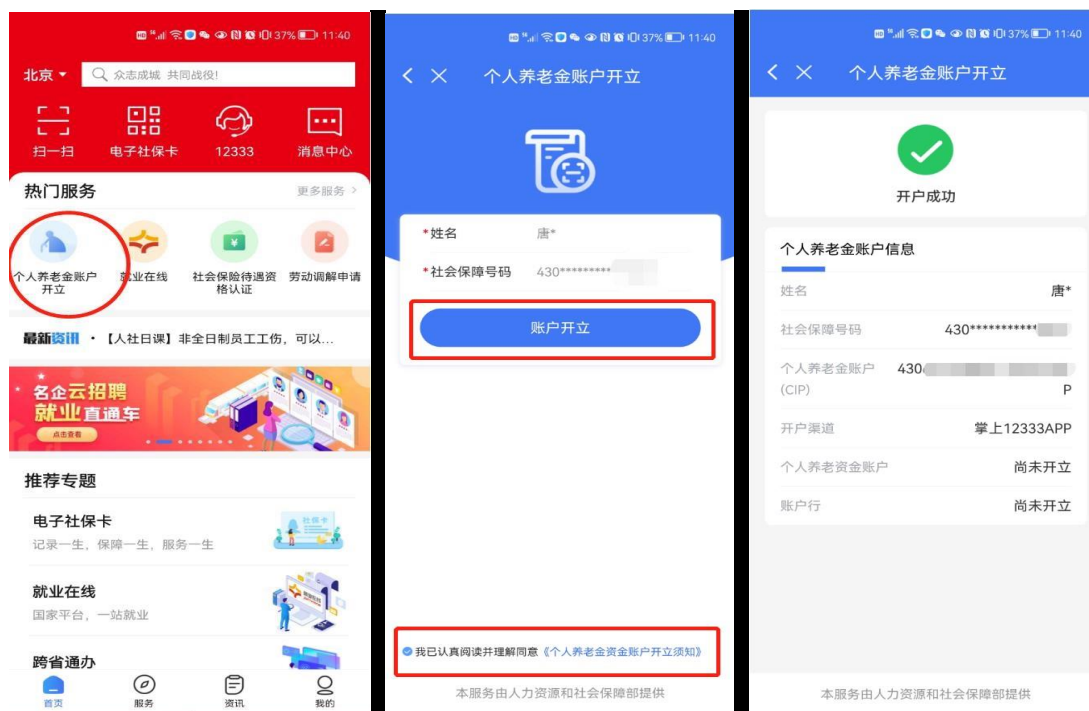 5G 37% 11:40
北京
众志成城 共同战役!
扫一扫 电子社保卡 12333 消息中心
热门服务 更多服务 >
个人养老金账户开立 就业在线 社会保险待遇资格认证 劳动调解申请
最新资讯 · 【人社日课】非全日制员工工伤,可以...
名企云招聘
就业直通车
点击查看
推荐专题
电子社保卡
记录一生,保障一生,服务一生
社保卡
就业在线
国家平台,一站就业
跨省通办
首页 服务 资讯 我的
5G 37% 11:40
个人养老金账户开立
*姓名 唐*
*社会保障号码 430*********
账户开立
我已认真阅读并理解同意《个人养老金资金账户开立须知》
本服务由人力资源和社会保障部提供
5G 37% 11:40
个人养老金账户开立
开户成功
个人养老金账户信息
姓名 唐*
社会保障号码 430***********
个人养老金账户 430
(CIP) P
开户渠道 掌上12333APP
个人养老资金账户 尚未开立
账户行 尚未开立
本服务由人力资源和社会保障部提供